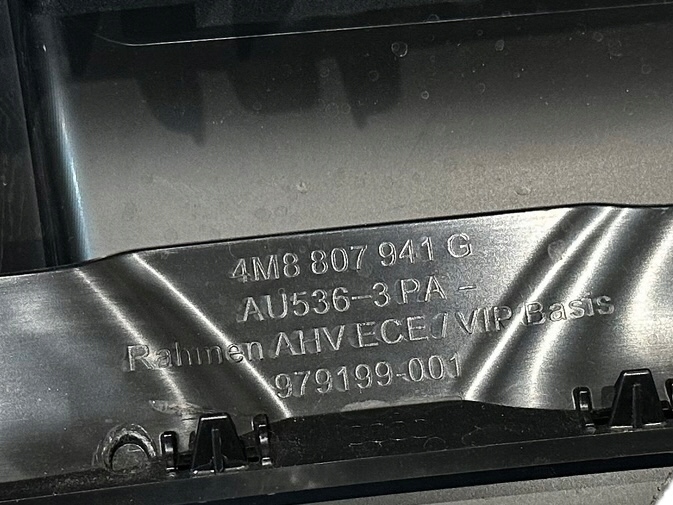 4M8 807 941 G
AU536-3 PA -
Rahmen AHV ECE / VIP Basis
979199-001